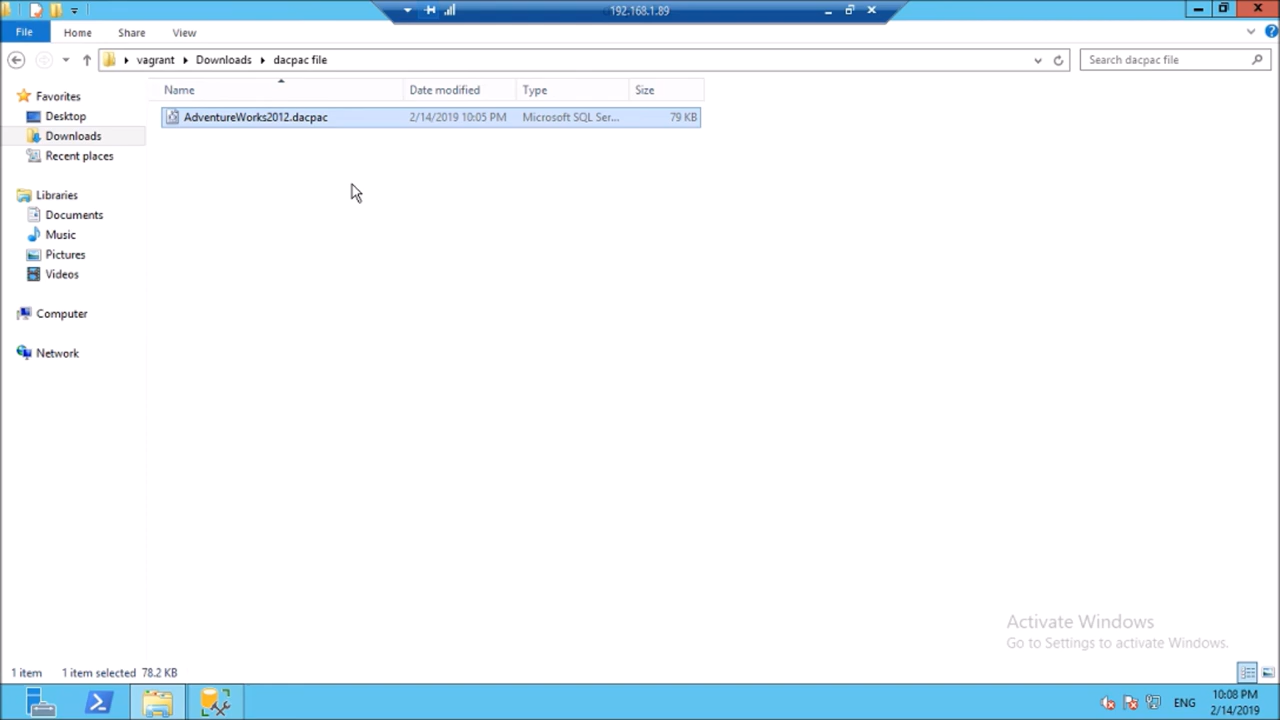 192.168.1.89
File Home Share View
vagrant Downloads dacpac file
Search dacpac file
Name Date modified Type Size
AdventureWorks2012.dacpac 2/14/2019 10:05 PM Microsoft SQL Ser... 79 KB
Favorites
Desktop
Downloads
Recent places
Libraries
Documents
Music
Pictures
Videos
Computer
Network
Activate Windows
Go to Settings to activate Windows.
1 item 1 item selected 78.2 KB
ENG
10:08 PM
2/14/2019